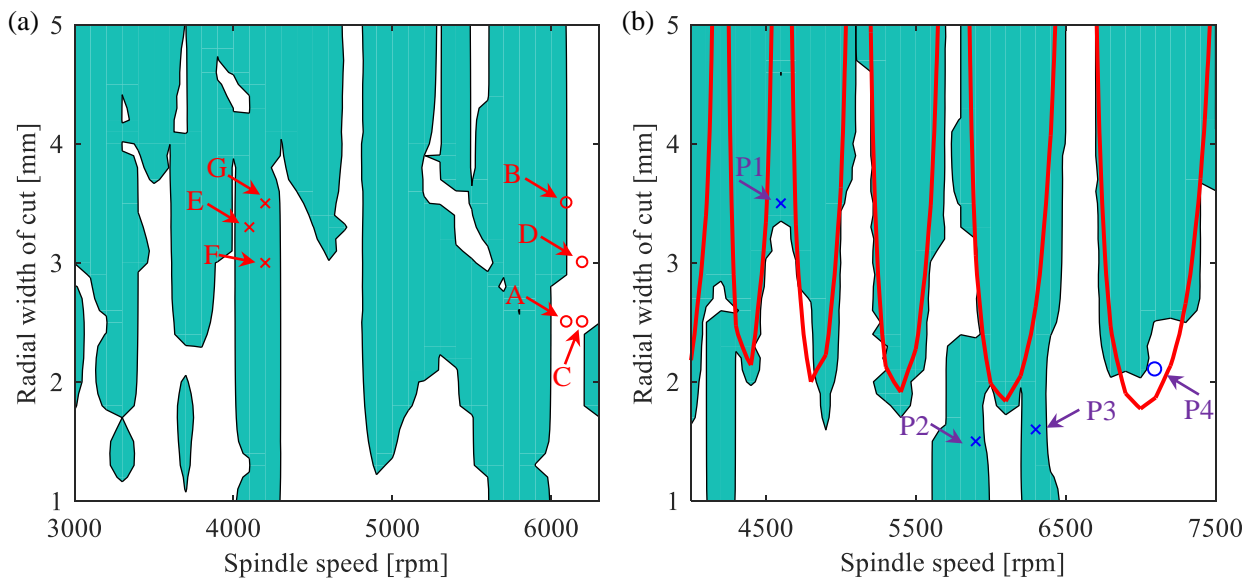 (a)
5
4
3
2
1
Radial width of cut [mm]
G
E
F
B
D
A
C
3000 4000 5000 6000
Spindle speed [rpm]
(b)
5
4
3
2
1
Radial width of cut [mm]
P1
P2
P3
P4
4500 5500 6500 7500
Spindle speed [rpm]